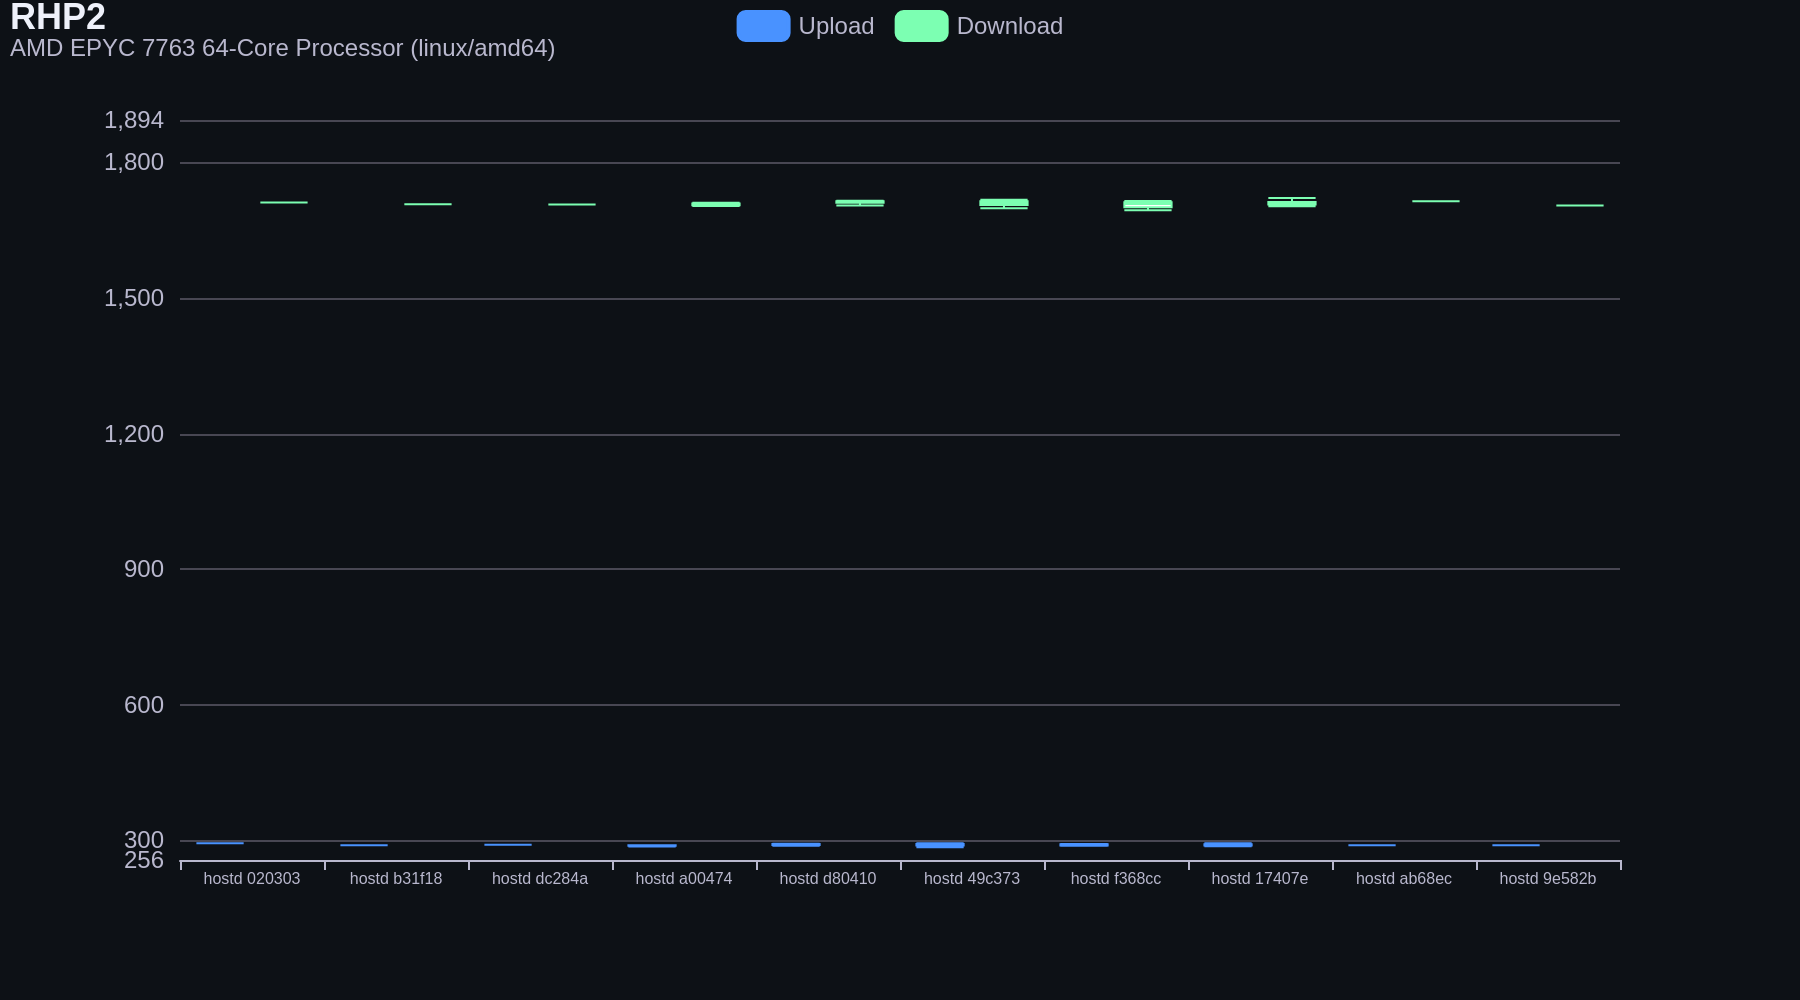 RHP2
AMD EPYC 7763 64-Core Processor (linux/amd64)
Upload
Download
1,894
1,800
1,500
1,200
900
600
300
256
hostd 020303
hostd b31f18
hostd dc284a
hostd a00474
hostd d80410
hostd 49c373
hostd f368cc
hostd 17407e
hostd ab68ec
hostd 9e582b